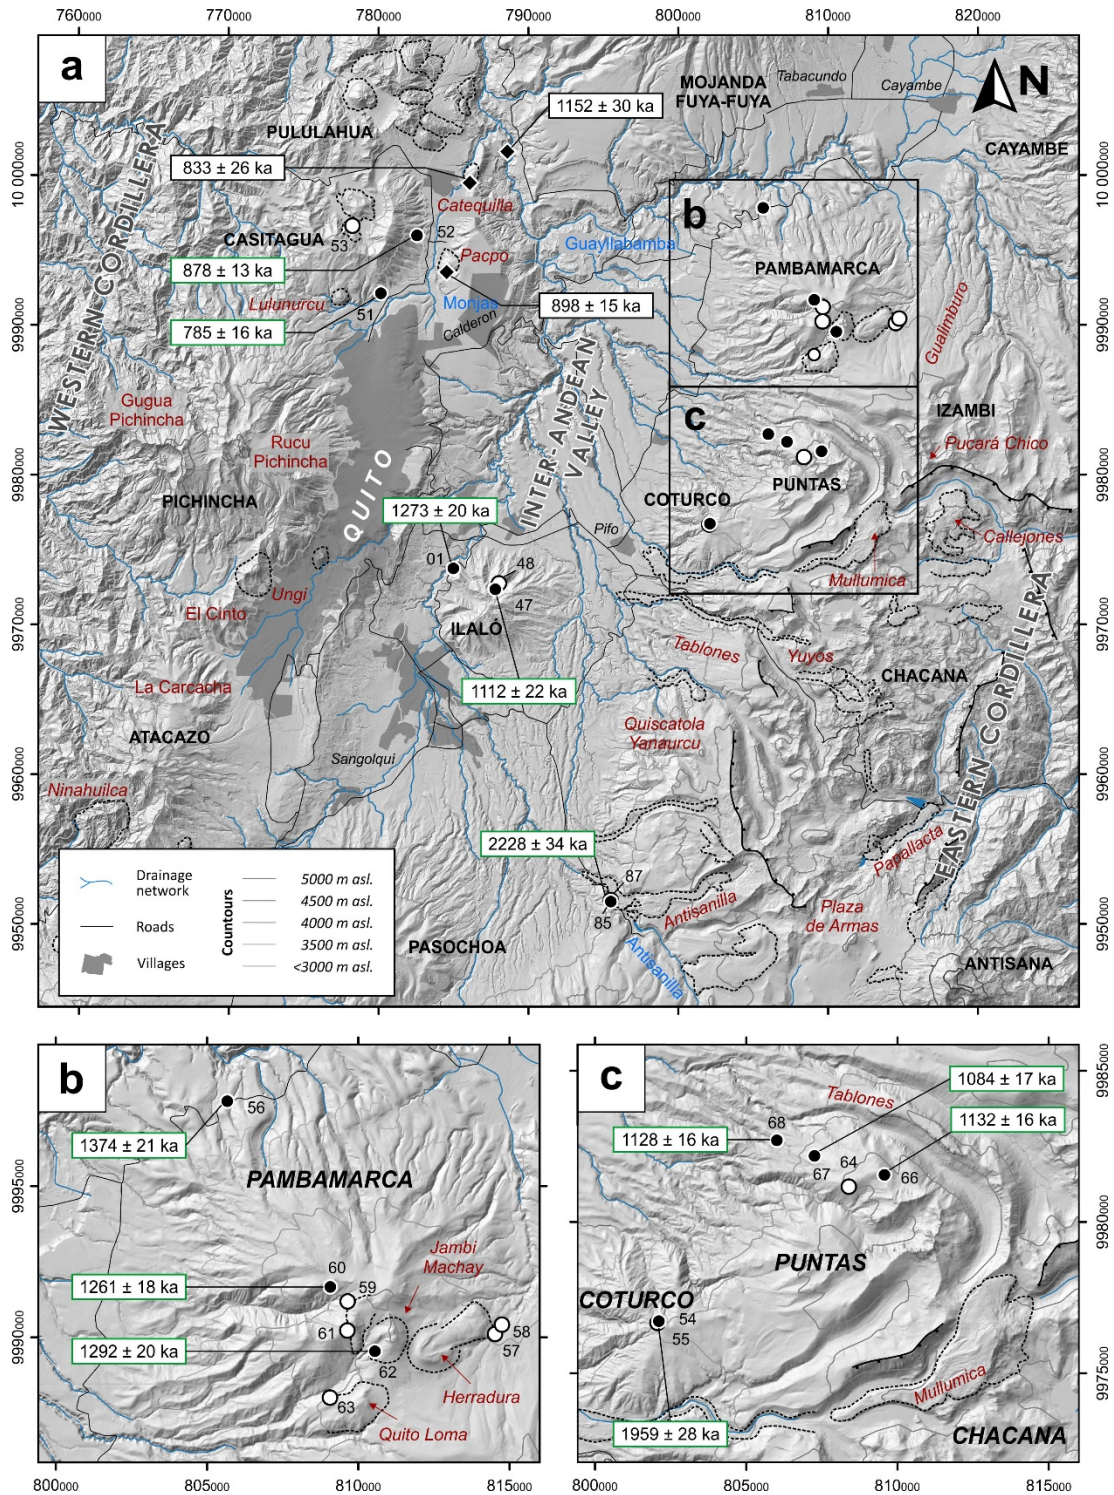 760000 770000 780000 790000 800000 810000 820000
a
N
MOJANDA
FUYA-FUYA
Tabacundo
Cayambe
PULULAHUA
1152 ± 30 ka
CAYAMBE
833 ± 26 ka
10 000000
10 000000
Catequilla
b
CASITAGUA
53
52
Guayllabamba
Pacpo
PAMBAMARCA
878 ± 13 ka
Lulunurcu
51
Monjas
898 ± 15 ka
Calderon
785 ± 16 ka
9990000
9990000
WESTERN CORDILLERA
Gualimburo
INTER-ANDEAN
VALLEY
Gugua
Pichincha
Rucu
Pichincha
c
IZAMBI
Pucará Chico
QUITO
9980000
9980000
PICHINCHA
PUNTAS
COTURCO
1273 ± 20 ka
Pifo
Callejones
01
48
47
Mullumica
Ungi
El Cinto
ILALÓ
9970000
9970000
Tablones
Yuyos
CHACANA
La Carcacha
1112 ± 22 ka
EASTERN CORDILLERA
ATACAZO
Quiscatola
Yanaurcu
Sangolqui
9960000
9960000
Ninahuilca
2228 ± 34 ka
Papallacta
87
85
Antisanilla
Plaza
de Armas
Antisanilla
9950000
9950000
PASOCHOA
ANTISANA
Drainage
network
Roads
Villages
Countours
5000 m asl.
4500 m asl.
4000 m asl.
3500 m asl.
<3000 m asl.
b
56
1374 ± 21 ka
PAMBAMARCA
9995000
Jambi
Machay
60
59
1261 ± 18 ka
61
58
57
9990000
1292 ± 20 ka
62
Herradura
63
Quito Loma
800000 805000 810000 815000
c
9985000
Tablones
1084 ± 17 ka
1132 ± 16 ka
68
1128 ± 16 ka
67
64
66
9980000
PUNTAS
COTURCO
54
55
9975000
Mullumica
1959 ± 28 ka
CHACANA
800000 805000 810000 815000